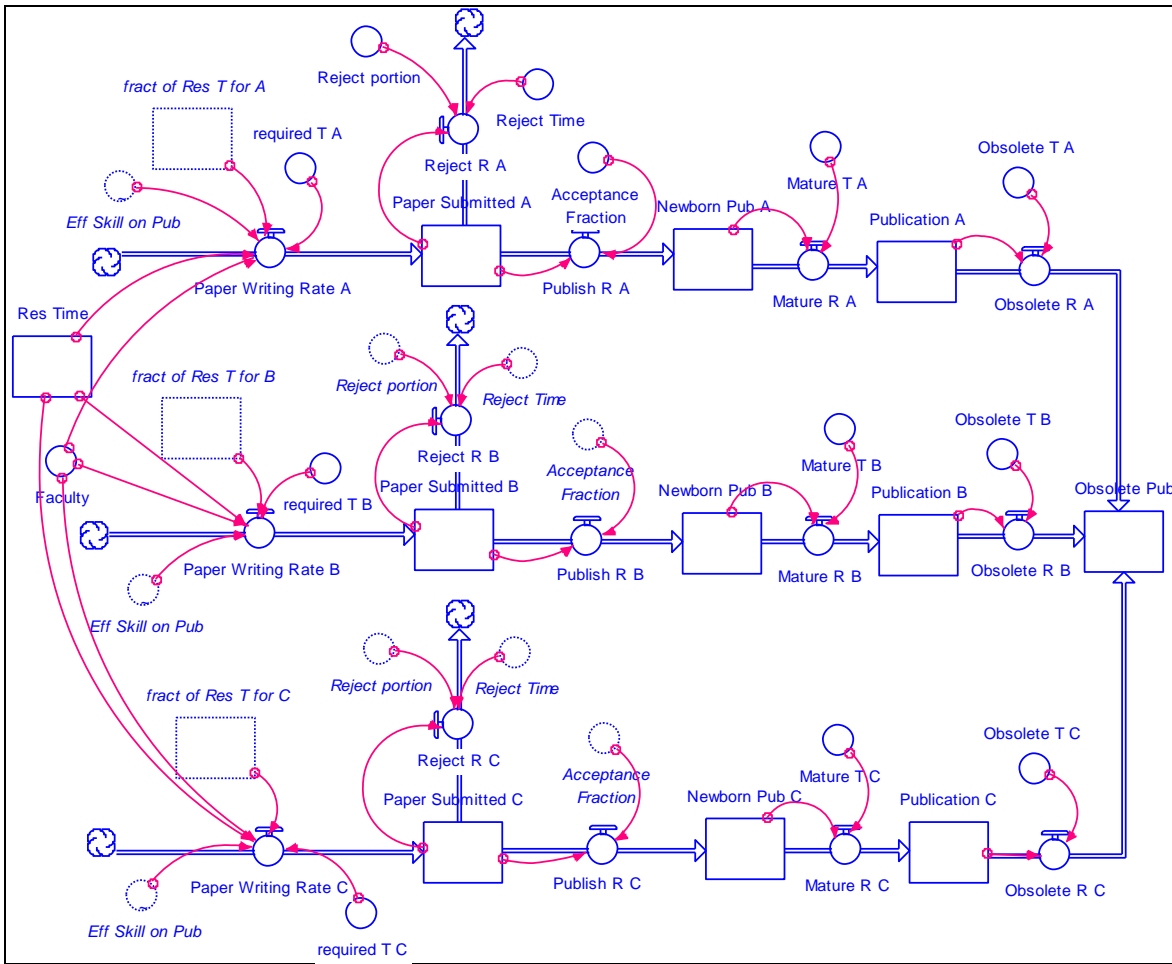 Reject portion
fract of Res T for A
Reject Time
required T A
Reject R A
Mature T A
Obsolete T A
Eff Skill on Pub
Paper Submitted A
Acceptance
Fraction
Newborn Pub A
Publication A
Paper Writing Rate A
Publish R A
Mature R A
Obsolete R A
Res Time
fract of Res T for B
Reject portion
Reject Time
Obsolete T B
Reject R B
Acceptance
Fraction
Mature T B
Faculty
required T B
Paper Submitted B
Newborn Pub B
Publication B
Obsolete Pub
Paper Writing Rate B
Publish R B
Mature R B
Obsolete R B
Eff Skill on Pub
Reject portion
Reject Time
fract of Res T for C
Obsolete T C
Reject R C
Acceptance
Fraction
Mature T C
Paper Submitted C
Newborn Pub C
Publication C
Paper Writing Rate C
Publish R C
Mature R C
Obsolete R C
Eff Skill on Pub
required T C